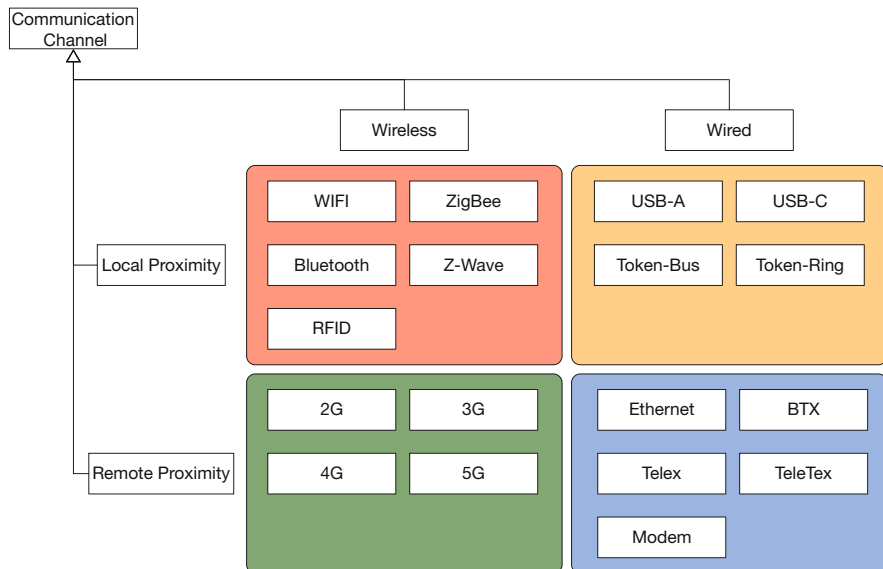 Communication
Channel
Wireless
Wired
WIFI
ZigBee
USB-A
USB-C
Local Proximity
Bluetooth
Z-Wave
Token-Bus
Token-Ring
RFID
2G
3G
Ethernet
BTX
Remote Proximity
4G
5G
Telex
TeleTex
Modem